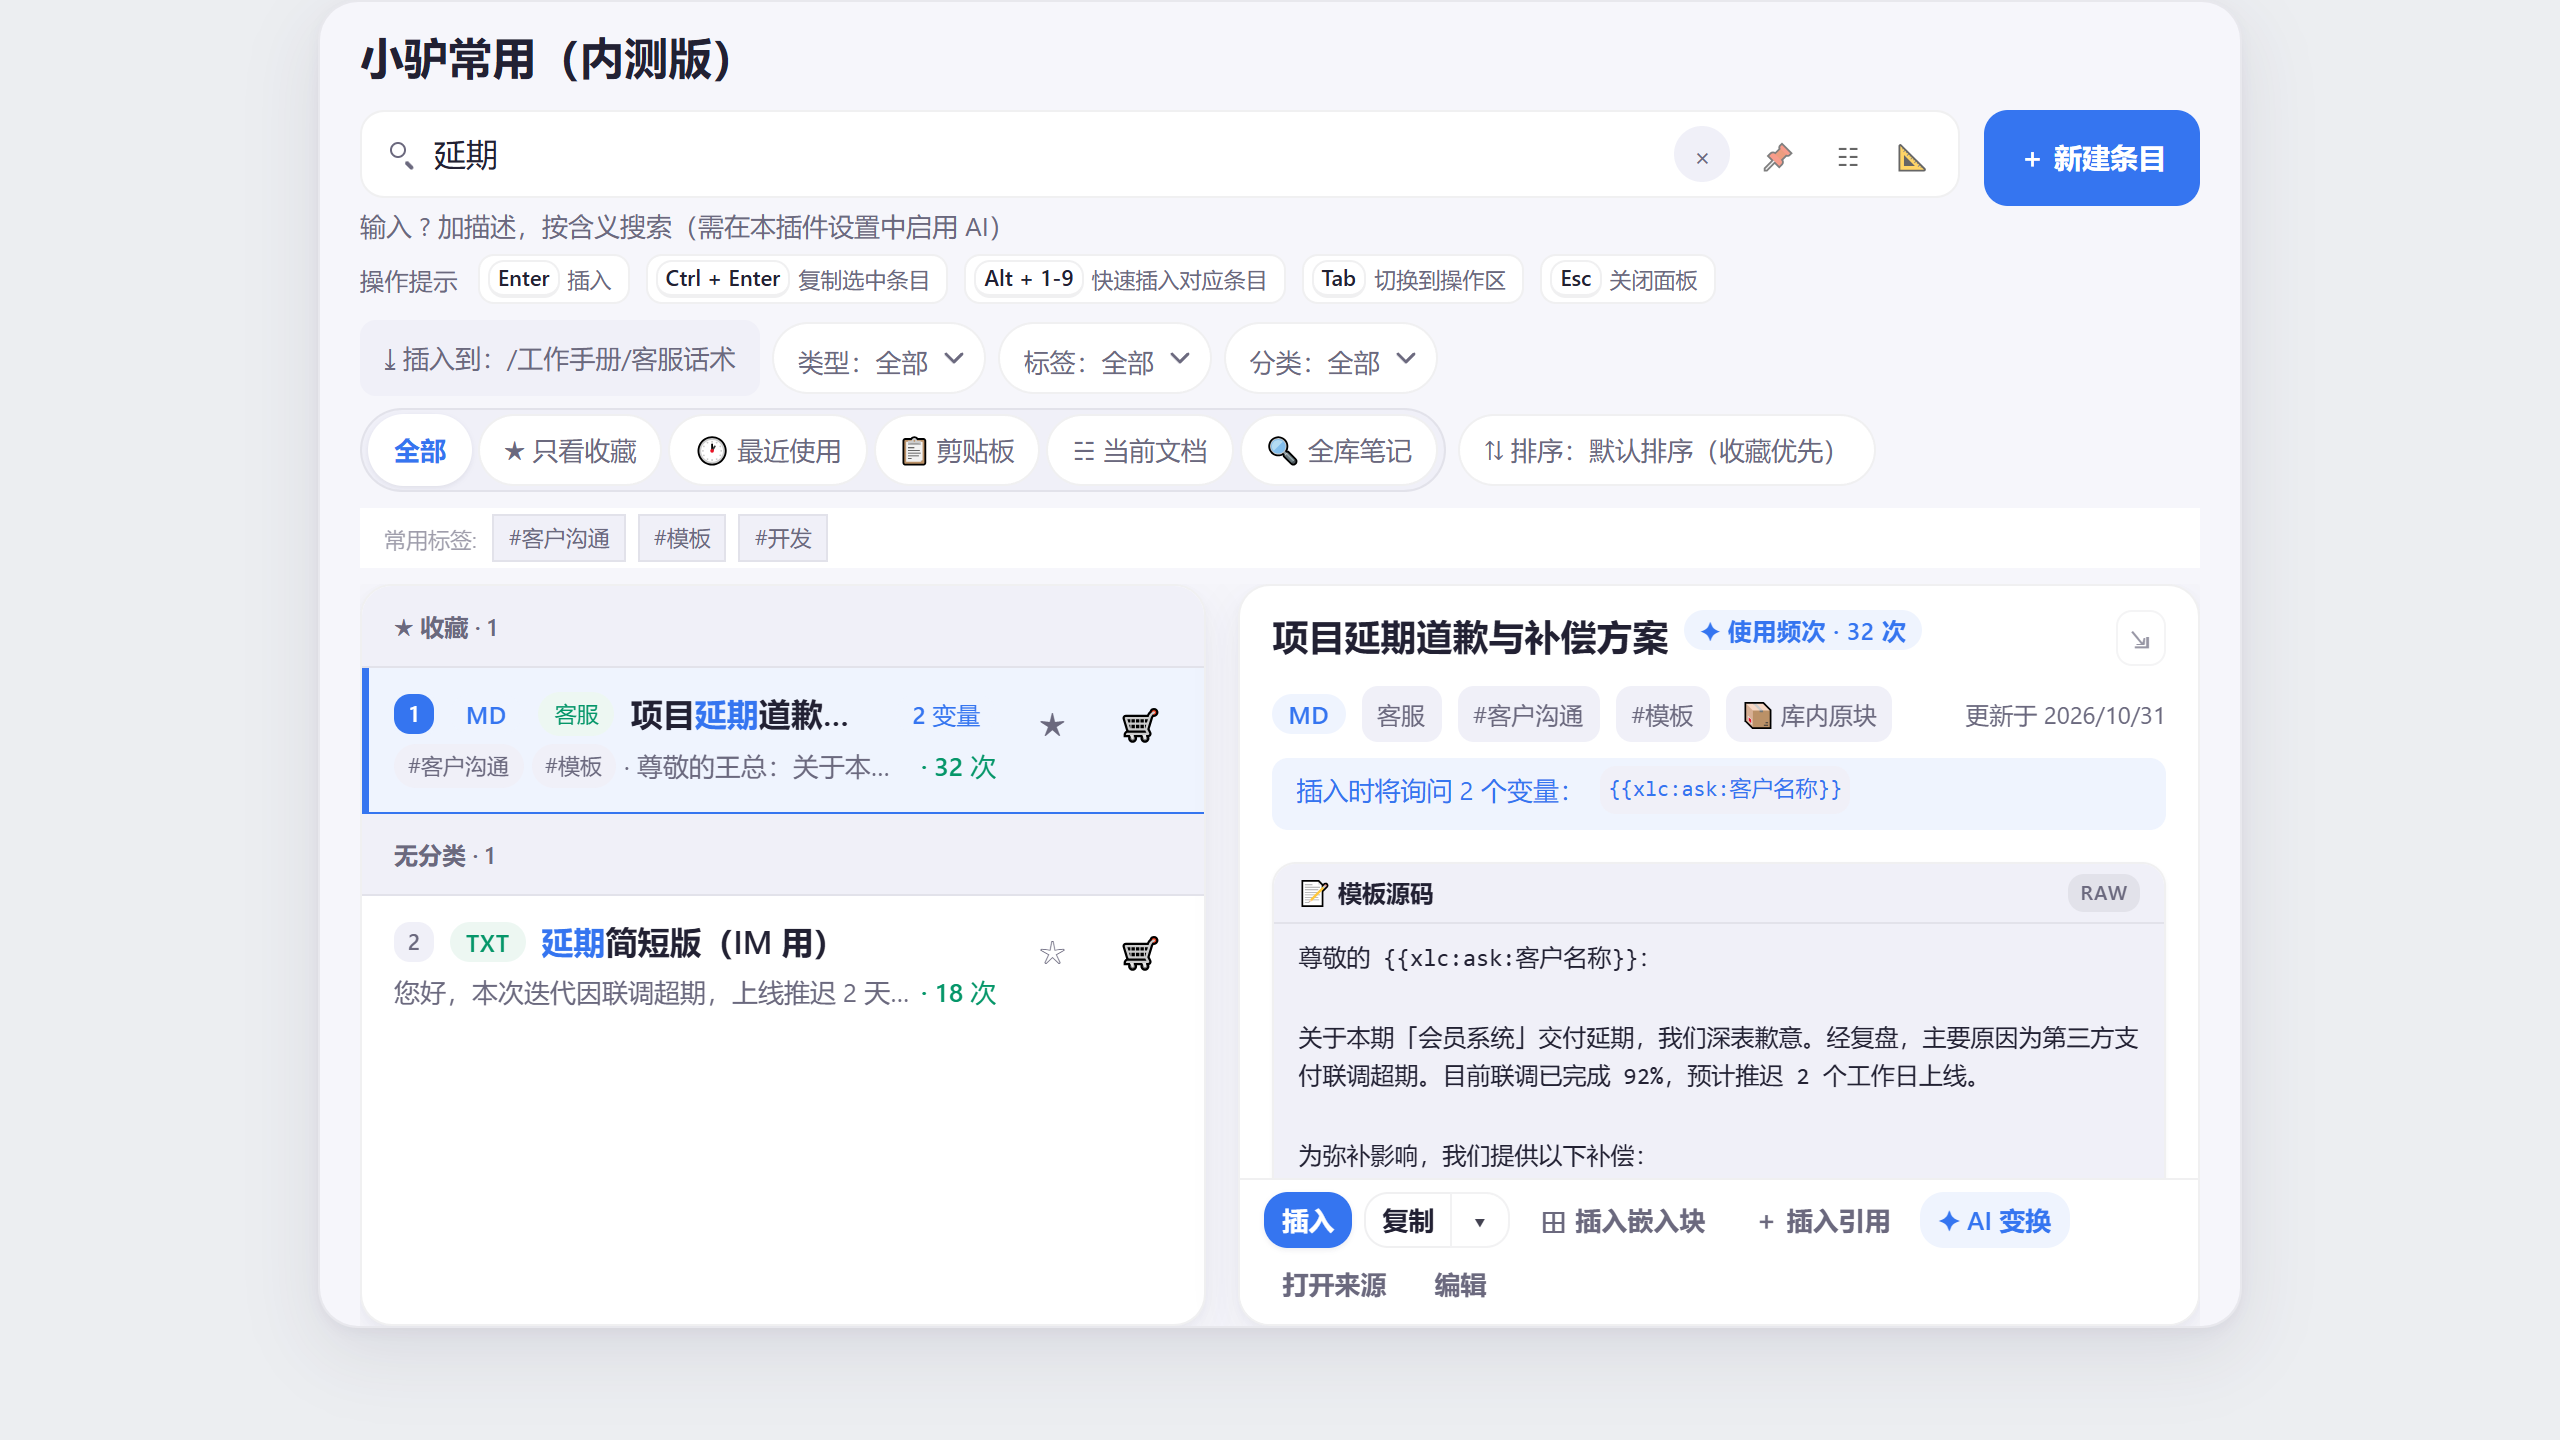 小驴常用（内测版）
延期
+ 新建条目
输入 ? 加描述，按含义搜索（需在本插件设置中启用 AI）
操作提示 Enter 插入 Ctrl + Enter 复制选中条目 Alt + 1-9 快速插入对应条目 Tab 切换到操作区 Esc 关闭面板
⤓ 插入到：/工作手册/客服话术 类型：全部 标签：全部 分类：全部
全部 ★ 只看收藏 🕐 最近使用 📋 剪贴板 ☷ 当前文档 🔍 全库笔记 ⇅ 排序：默认排序（收藏优先）
常用标签: #客户沟通 #模板 #开发
★ 收藏 · 1
1 MD 客服 项目延期道歉... 2 变量
#客户沟通 #模板 · 尊敬的王总：关于本... · 32 次
无分类 · 1
2 TXT 延期简短版（IM 用）
您好，本次迭代因联调超期，上线推迟 2 天... · 18 次
项目延期道歉与补偿方案 ✦ 使用频次 · 32 次
MD 客服 #客户沟通 #模板 📦 库内原块 更新于 2026/10/31
插入时将询问 2 个变量： {{xlc:ask:客户名称}}
📝 模板源码 RAW
尊敬的 {{xlc:ask:客户名称}}：
关于本期「会员系统」交付延期，我们深表歉意。经复盘，主要原因为第三方支
付联调超期。目前联调已完成 92%，预计推迟 2 个工作日上线。
为弥补影响，我们提供以下补偿：
插入 复制 ▾ 田 插入嵌入块 + 插入引用 ✦ AI 变换
打开来源 编辑